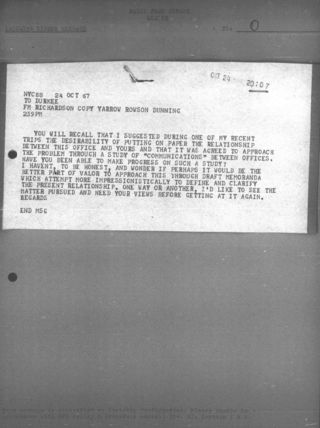 No. O
OCT 24 20:07
NYC88 24 OCT 67
TO DURKEE
FM RICHARDSON COPY YARROW ROWSON DUNNING
239PM
YOU WILL RECALL THAT I SUGGESTED DURING ONE OF MY RECENT
TRIPS THE DESIRABILITY OF PUTTING ON PAPER THE RELATIONSHIP
BETWEEN THIS OFFICE AND YOURS AND THAT IT WAS AGREED TO APPROACH
THE PROBLEM THROUGH A STUDY OF "COMMUNICATIONS" BETWEEN OFFICES.
HAVE YOU BEEN ABLE TO MAKE PROGRESS ON SUCH A STUDY?
I HAVENT, TO BE HONEST, AND WONDER IF PERHAPS IT WOULD BE THE
BETTER PART OF VALOR TO APPROACH THIS THROUGH DRAFT MEMORANDA
WHICH ATTEMPT MORE IMPRESSIONISTICALLY TO DEFINE AND CLARIFY
THE PRESENT RELATIONSHIP. ONE WAY OR ANOTHER, I'D LIKE TO SEE THE
MATTER PURSUED AND NEED YOUR VIEWS BEFORE GETTING AT IT AGAIN.
REGARDS
END MSG